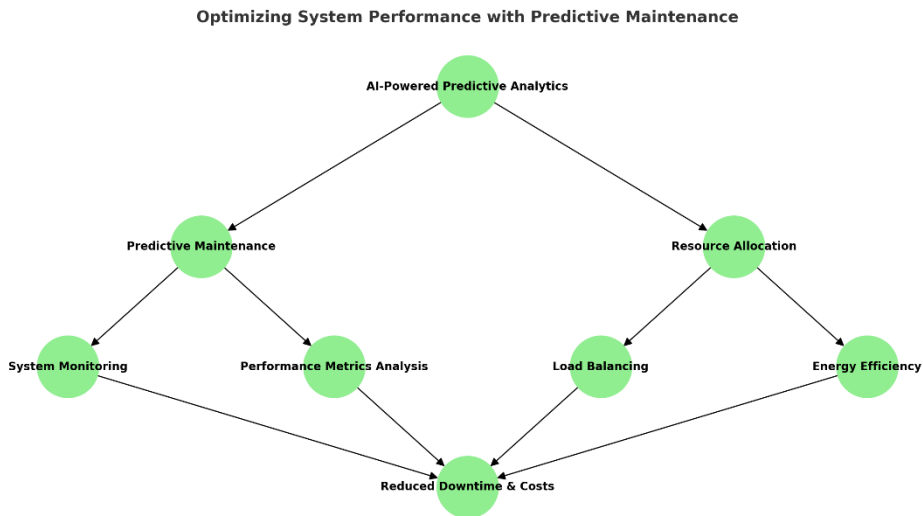 Optimizing System Performance with Predictive Maintenance
AI-Powered Predictive Analytics
Predictive Maintenance
Resource Allocation
System Monitoring
Performance Metrics Analysis
Load Balancing
Energy Efficiency
Reduced Downtime & Costs